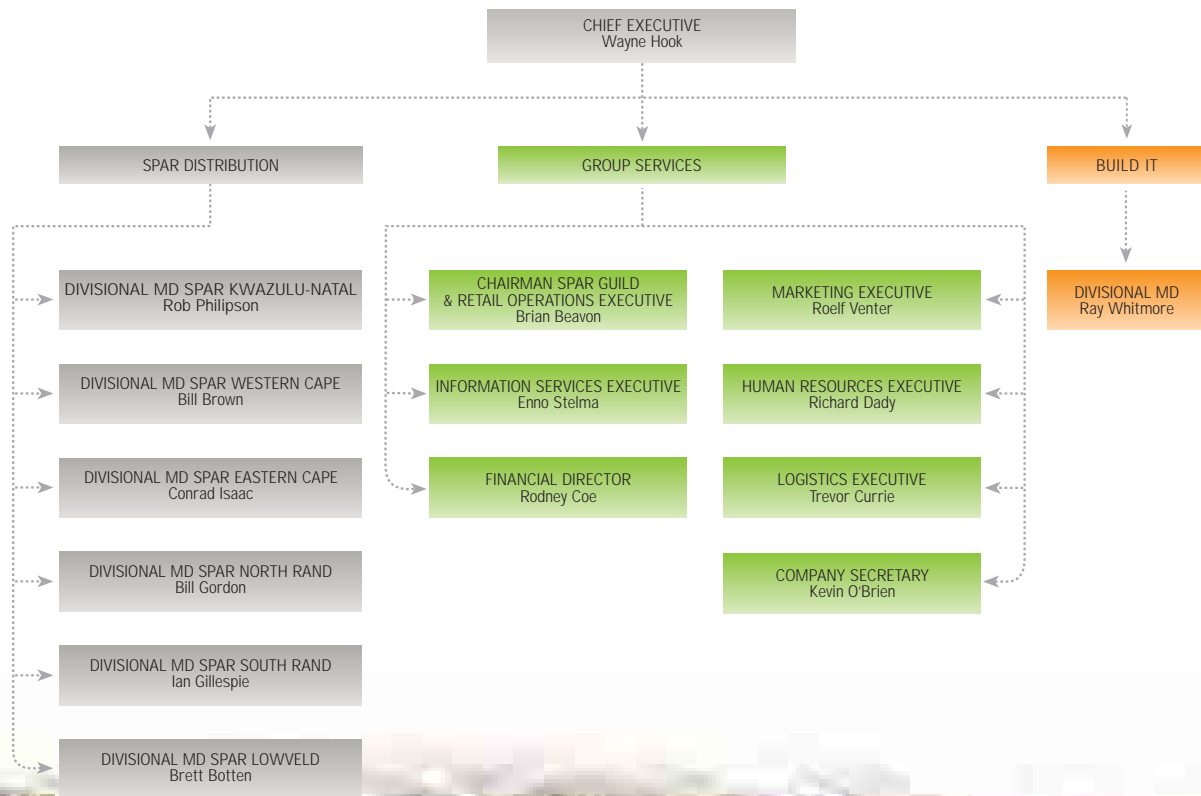 CHIEF EXECUTIVE
Wayne Hook
SPAR DISTRIBUTION
GROUP SERVICES
BUILD IT
DIVISIONAL MD SPAR KWAZULU-NATAL
Rob Philipson
CHAIRMAN SPAR GUILD
& RETAIL OPERATIONS EXECUTIVE
Brian Beavon
MARKETING EXECUTIVE
Roelf Venter
DIVISIONAL MD
Ray Whitmore
DIVISIONAL MD SPAR WESTERN CAPE
Bill Brown
INFORMATION SERVICES EXECUTIVE
Enno Stelma
HUMAN RESOURCES EXECUTIVE
Richard Dady
DIVISIONAL MD SPAR EASTERN CAPE
Conrad Isaac
FINANCIAL DIRECTOR
Rodney Coe
LOGISTICS EXECUTIVE
Trevor Currie
DIVISIONAL MD SPAR NORTH RAND
Bill Gordon
COMPANY SECRETARY
Kevin O'Brien
DIVISIONAL MD SPAR SOUTH RAND
Ian Gillespie
DIVISIONAL MD SPAR LOWVELD
Brett Botten